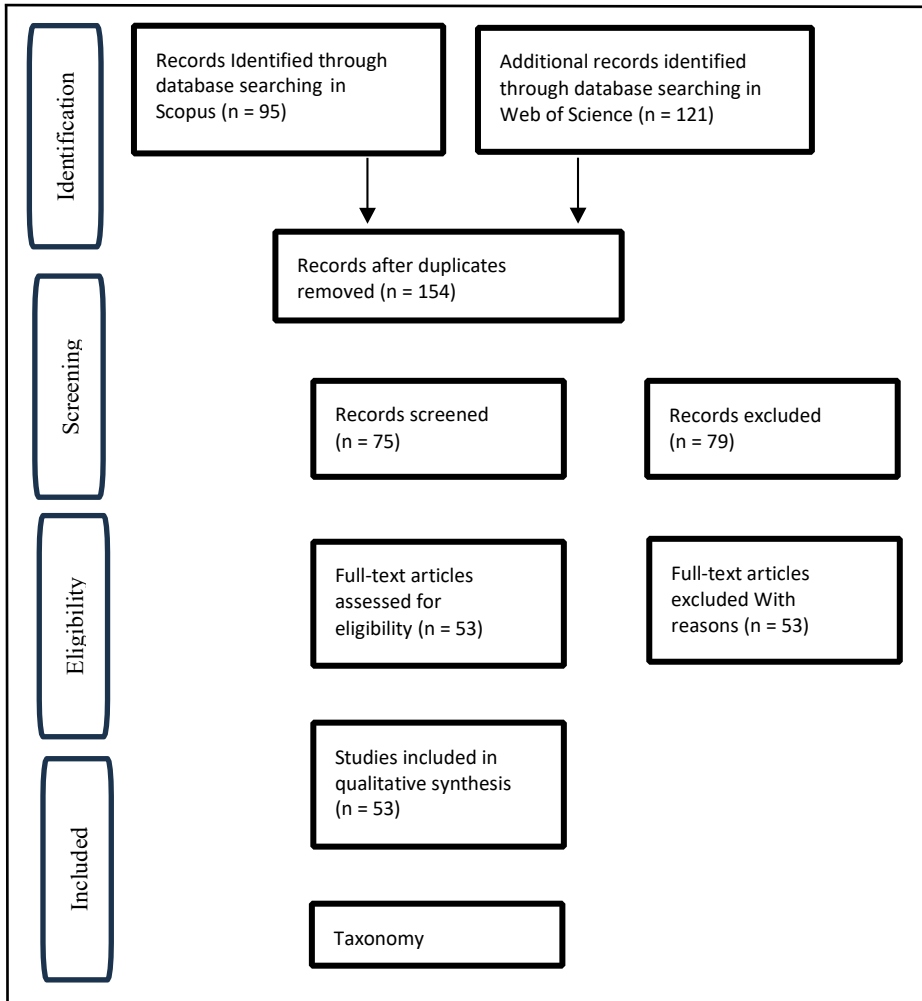 Identification
Records Identified through
database searching in
Scopus (n = 95)
Additional records identified
through database searching in
Web of Science (n = 121)
Records after duplicates
removed (n = 154)
Screening
Records screened
(n = 75)
Records excluded
(n = 79)
Eligibility
Full-text articles
assessed for
eligibility (n = 53)
Full-text articles
excluded With
reasons (n = 53)
Included
Studies included in
qualitative synthesis
(n = 53)
Taxonomy